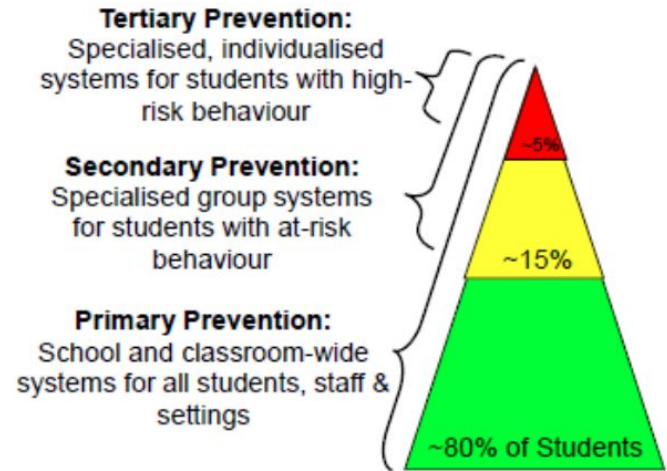 Tertiary Prevention:
Specialised, individualised
systems for students with high-
risk behaviour
~5%
Secondary Prevention:
Specialised group systems
for students with at-risk
behaviour
~15%
Primary Prevention:
School and classroom-wide
systems for all students, staff &
settings
~80% of Students